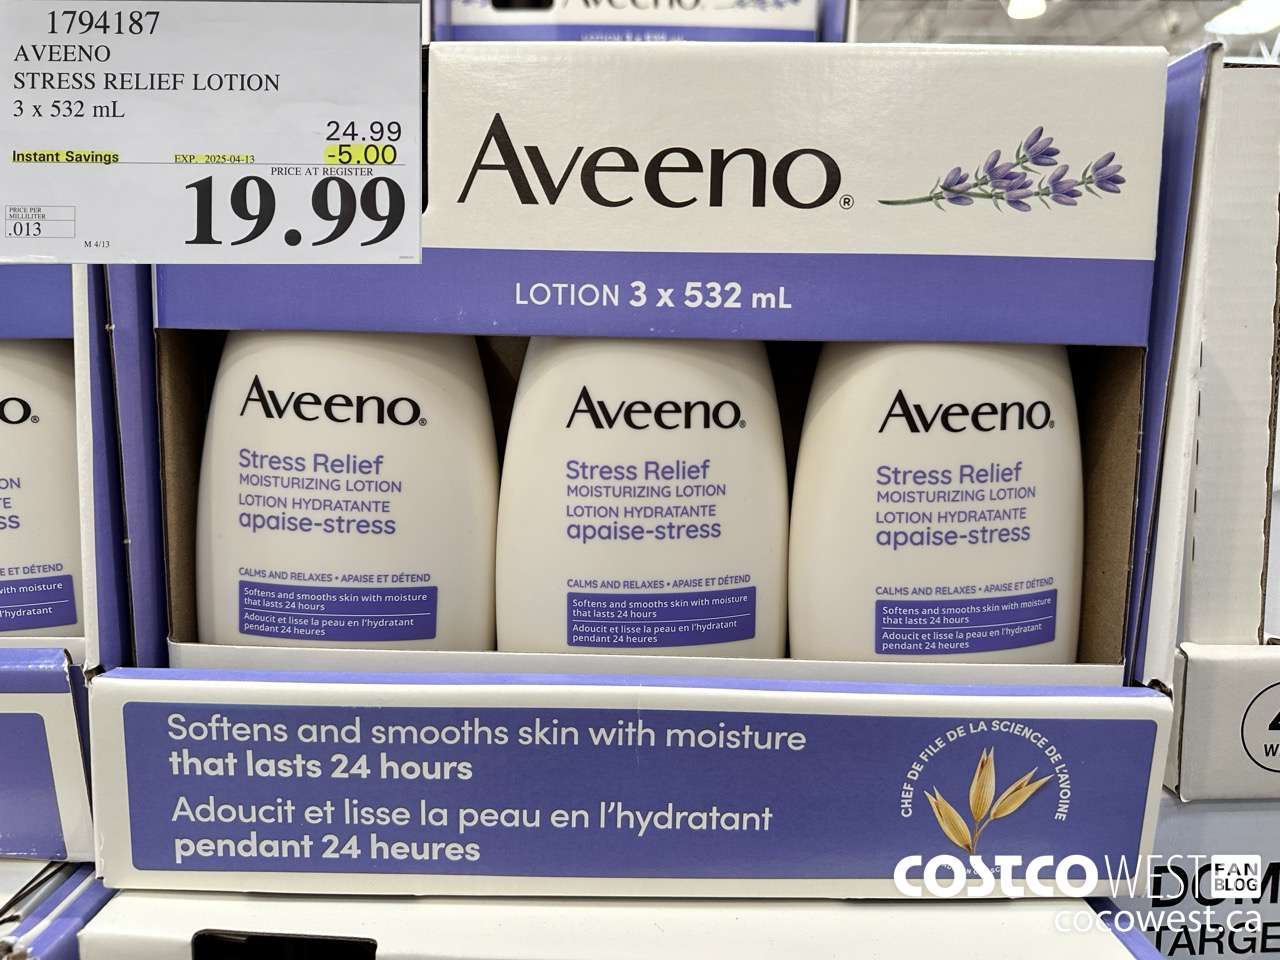 1794187
AVEENO
STRESS RELIEF LOTION
3 x 532 mL
24.99
Instant Savings EXP. 2025-04-13 -5.00
PRICE AT REGISTER
19.99
PRICE PER
MILLILITER
.013
M 4/13
Aveeno®
LOTION 3 x 532 mL
Aveeno®
Stress Relief
MOISTURIZING LOTION
LOTION HYDRATANTE
apaise-stress
CALMS AND RELAXES • APAISE ET DÉTEND
Softens and smooths skin with moisture
that lasts 24 hours
Adoucit et lisse la peau en l'hydratant
pendant 24 heures
Aveeno®
Stress Relief
MOISTURIZING LOTION
LOTION HYDRATANTE
apaise-stress
CALMS AND RELAXES • APAISE ET DÉTEND
Softens and smooths skin with moisture
that lasts 24 hours
Adoucit et lisse la peau en l'hydratant
pendant 24 heures
Aveeno®
Stress Relief
MOISTURIZING LOTION
LOTION HYDRATANTE
apaise-stress
CALMS AND RELAXES • APAISE ET DÉTEND
Softens and smooths skin with moisture
that lasts 24 hours
Adoucit et lisse la peau en l'hydratant
pendant 24 heures
Softens and smooths skin with moisture
that lasts 24 hours
Adoucit et lisse la peau en l'hydratant
pendant 24 heures
CHEF DE FILE DE LA SCIENCE DE L'AVOINE
COSTCO WEST FAN BLOG
cocowest.ca